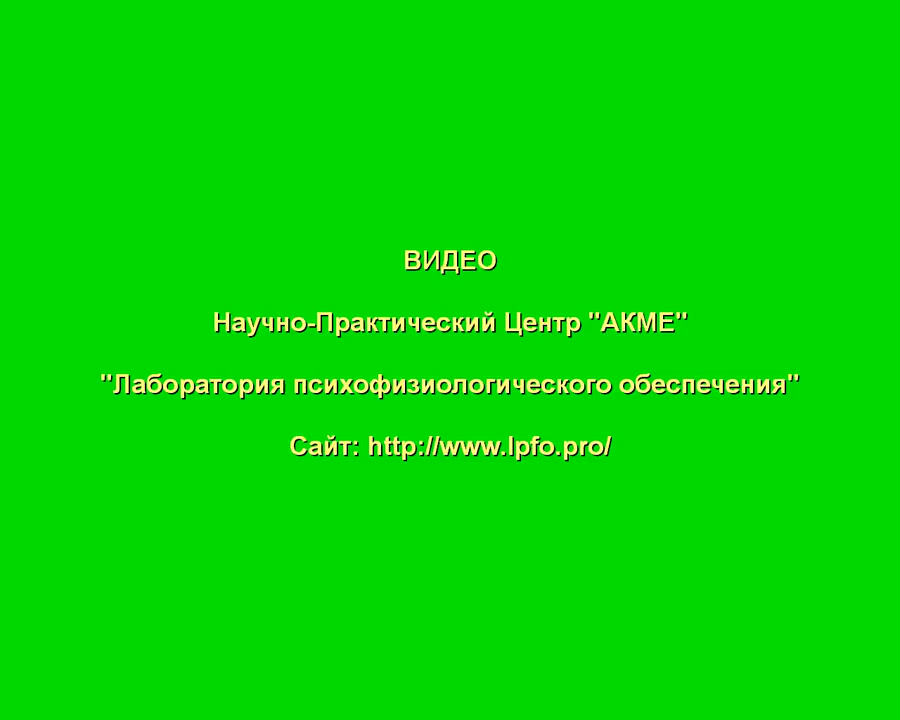 ВИДЕО
Научно-Практический Центр "АКМЕ"
"Лаборатория психофизиологического обеспечения"
Сайт: http://www.lpfo.pro/